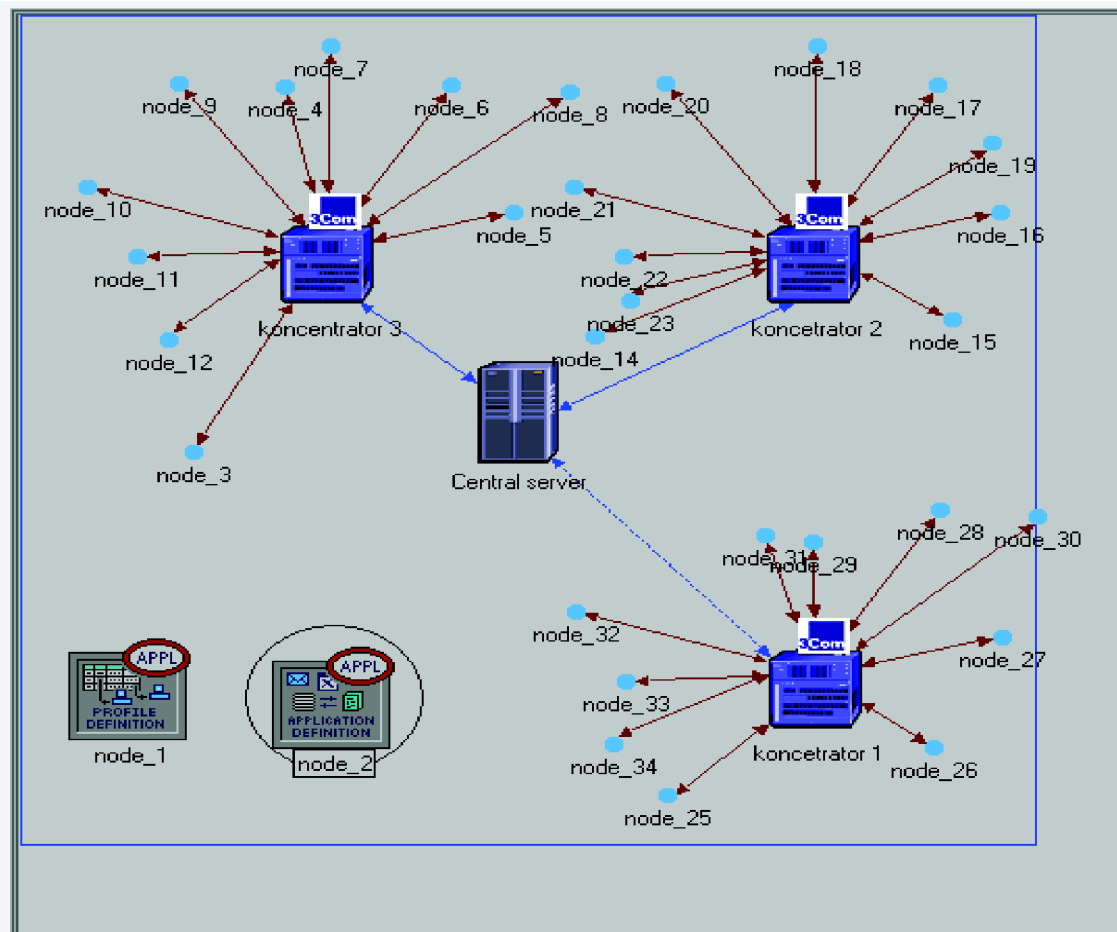 node_7
node_18
node_9
node_4
node_6
node_8
node_20
node_17
node_19
node_10
3Com
node_5
node_21
3Com
node_16
node_11
node_22
koncentrator 3
node_23
koncetrator 2
node_12
node_14
node_15
node_3
Central server
node_28
node_30
node_31
node_29
node_32
3Com
node_27
APPL
PROFILE
DEFINITION
node_1
APPL
APPLICATION
DEFINITION
node_2
node_33
node_34
koncetrator 1
node_26
node_25